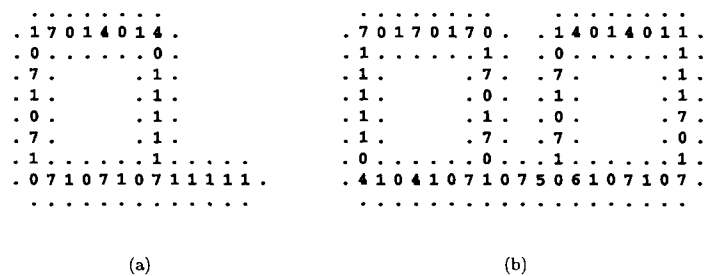 . . . . . . . .
. 1 7 0 1 4 0 1 4 .
. 0 . . . . . . 0 .
. 7 . . 1 .
. 1 . . 1 .
. 0 . . 1 .
. 7 . . 1 .
. 1 . . . . . . 1 . . . . .
. 0 7 1 0 7 1 0 7 1 1 1 1 1 .
. . . . . . . . . . . . .
(a)
. . . . . . . . . . . . . . . .
. 7 0 1 7 0 1 7 0 . . 1 4 0 1 4 0 1 1 .
. 1 . . . . . . 1 . . 0 . . . . . . 1 .
. 1 . . 7 . . 7 . . 1 .
. 1 . . 0 . . 1 . . 1 .
. 1 . . 1 . . 0 . . 7 .
. 1 . . 7 . . 7 . . 0 .
. 0 . . . . . . 0 . . . 1 . . . . . . 1 .
. 4 1 0 4 1 0 7 1 0 7 5 0 6 1 0 7 1 0 7 .
. . . . . . . . . . . . . . . . . . .
(b)